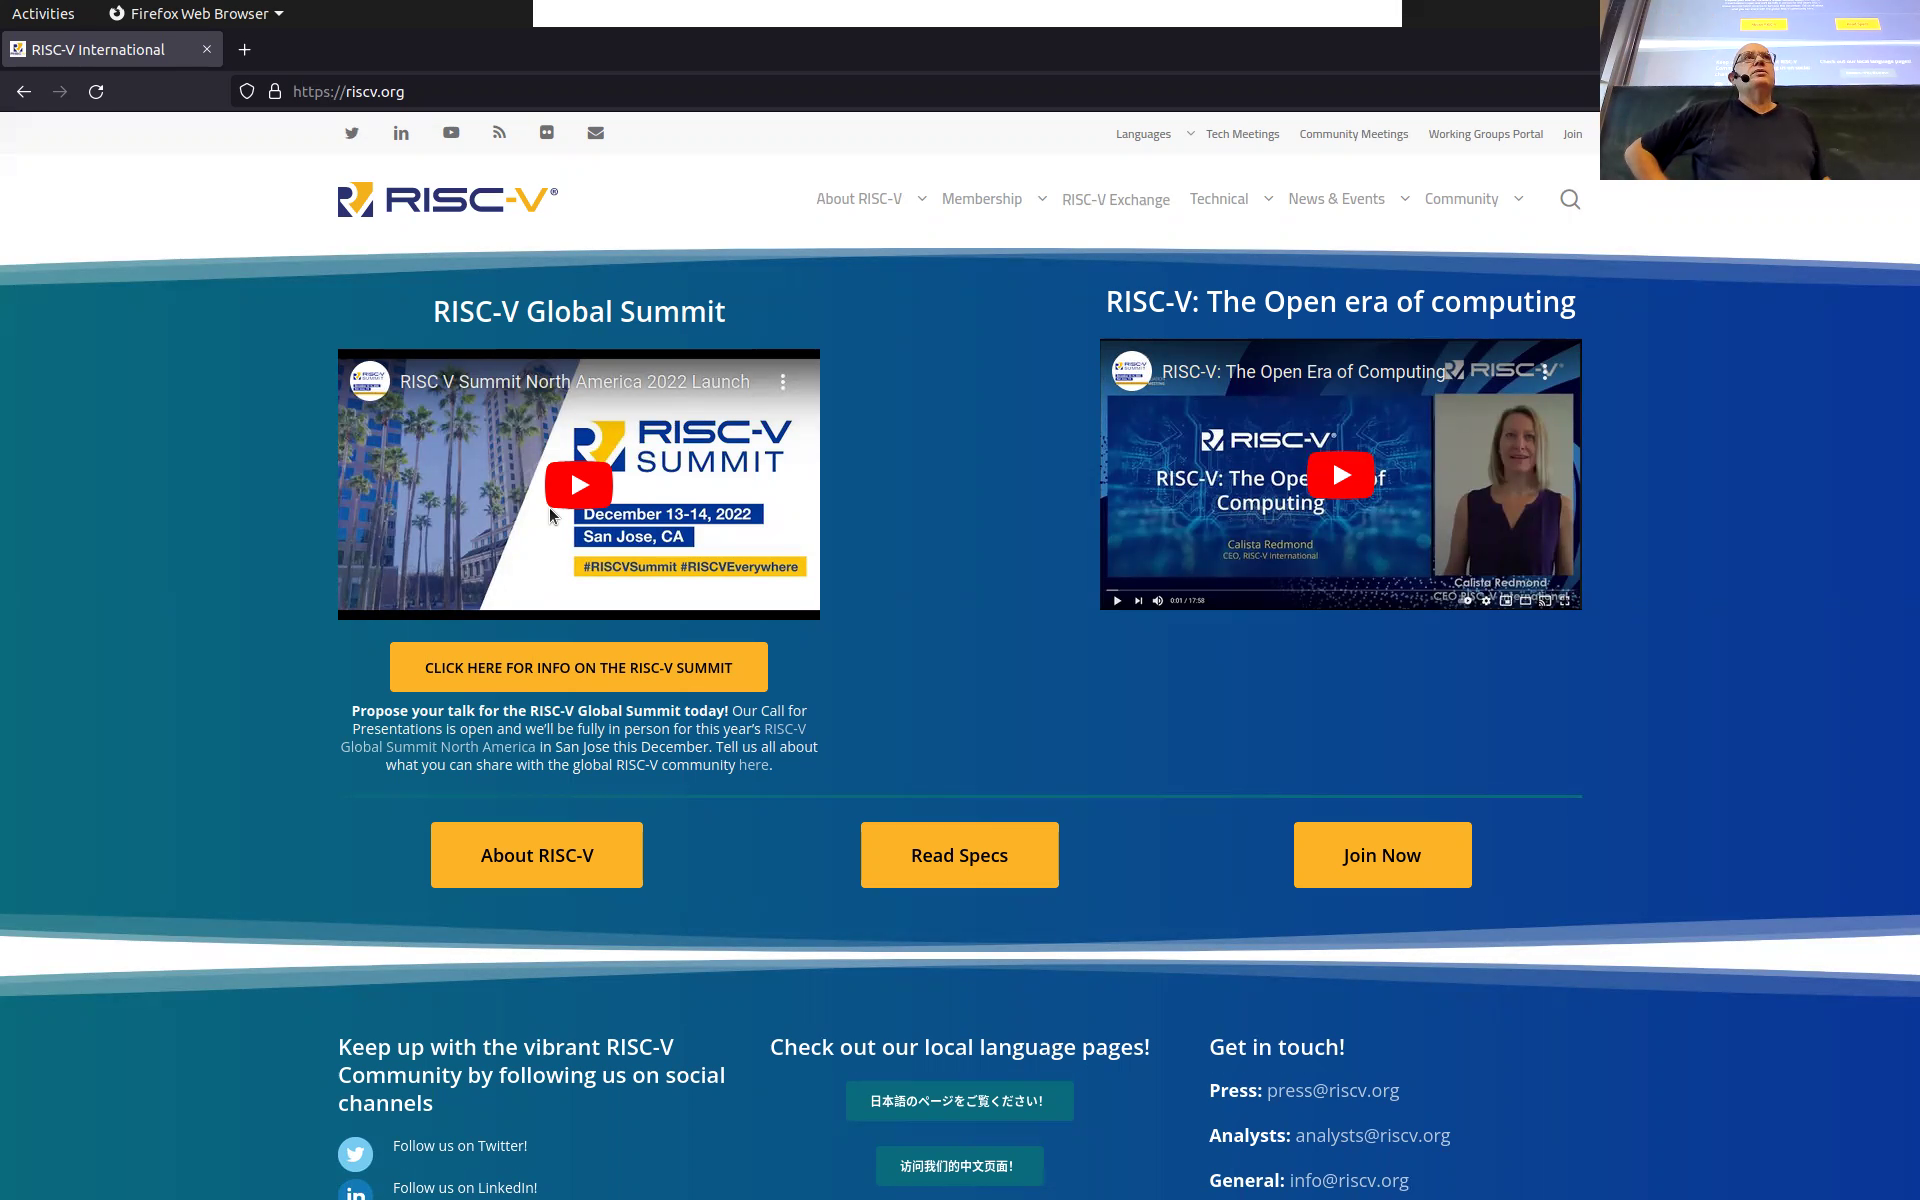 Activities
Firefox Web Browser
RISC-V International
https://riscv.org
Languages
Tech Meetings
Community Meetings
Working Groups Portal
Join
RISC-V®
About RISC-V
Membership
RISC-V Exchange
Technical
News & Events
Community
RISC-V Global Summit
RISC V Summit North America 2022 Launch
RISC-V
SUMMIT
December 13-14, 2022
San Jose, CA
#RISCVSummit #RISCVEverywhere
CLICK HERE FOR INFO ON THE RISC-V SUMMIT
Propose your talk for the RISC-V Global Summit today! Our Call for
Presentations is open and we'll be fully in person for this year's RISC-V
Global Summit North America in San Jose this December. Tell us all about
what you can share with the global RISC-V community here.
RISC-V: The Open era of computing
RISC-V: The Open Era of Computing
RISC-V
RISC-V®
RISC-V: The Ope of
Computing
Calista Redmond
CEO, RISC-V International
Calista Redmond
CEO RISC-V International
0:01 / 17:58
About RISC-V
Read Specs
Join Now
Keep up with the vibrant RISC-V
Community by following us on social
channels
Follow us on Twitter!
Follow us on LinkedIn!
Check out our local language pages!
日本語のページをご覧ください!
访问我们的中文页面!
Get in touch!
Press: press@riscv.org
Analysts: analysts@riscv.org
General: info@riscv.org